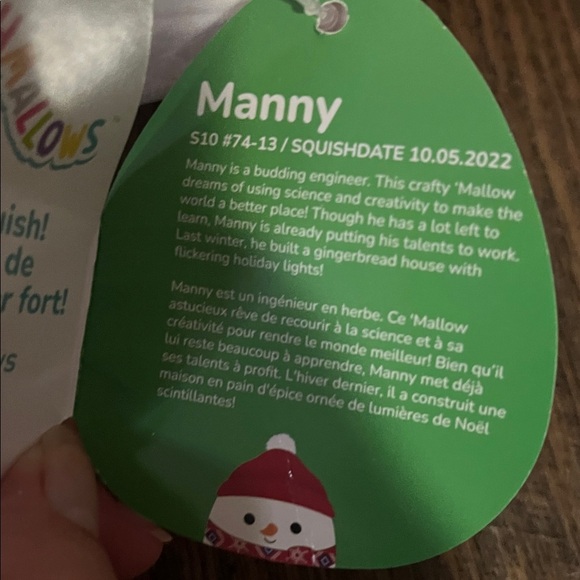 MALLOWS™
uish!
de
r fort!
Manny
S10 #74-13 / SQUISHDATE 10.05.2022
Manny is a budding engineer. This crafty 'Mallow
dreams of using science and creativity to make the
world a better place! Though he has a lot left to
learn, Manny is already putting his talents to work.
Last winter, he built a gingerbread house with
flickering holiday lights!
Manny est un ingénieur en herbe. Ce 'Mallow
astucieux rêve de recourir à la science et à sa
créativité pour rendre le monde meilleur! Bien qu'il
lui reste beaucoup à apprendre, Manny met déjà
ses talents à profit. L'hiver dernier, il a construit une
maison en pain d'épice ornée de lumières de Noël
scintillantes!